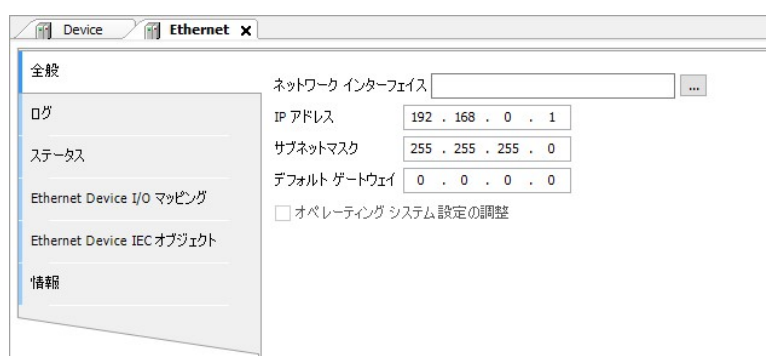 Device
Ethernet
全般
ログ
ステータス
Ethernet Device I/O マッピング
Ethernet Device IEC オブジェクト
情報
ネットワーク インターフェイス
...
IP アドレス 192 . 168 . 0 . 1
サブネットマスク 255 . 255 . 255 . 0
デフォルト ゲートウェイ 0 . 0 . 0 . 0
オペレーティング システム設定の調整